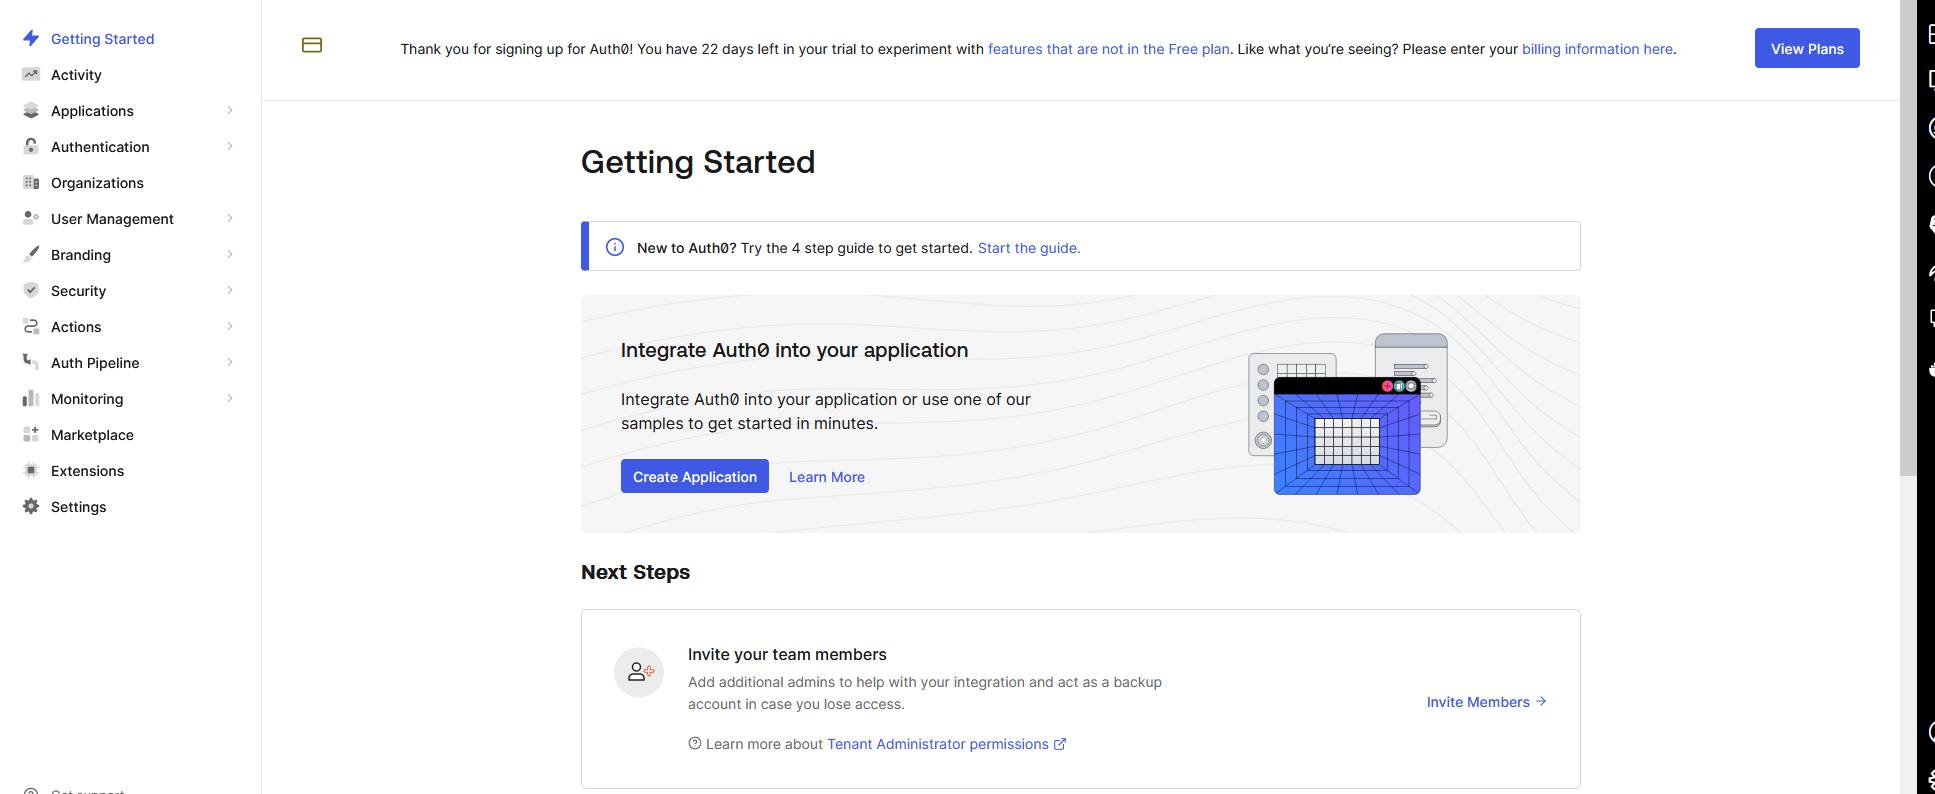 Getting Started
Activity
Applications
Authentication
Organizations
User Management
Branding
Security
Actions
Auth Pipeline
Monitoring
Marketplace
Extensions
Settings
Get support
Thank you for signing up for Auth0! You have 22 days left in your trial to experiment with features that are not in the Free plan. Like what you're seeing? Please enter your billing information here.
View Plans
Getting Started
New to Auth0? Try the 4 step guide to get started. Start the guide.
Integrate Auth0 into your application
Integrate Auth0 into your application or use one of our
samples to get started in minutes.
Create Application Learn More
Next Steps
Invite your team members
Add additional admins to help with your integration and act as a backup
account in case you lose access.
Invite Members
Learn more about Tenant Administrator permissions